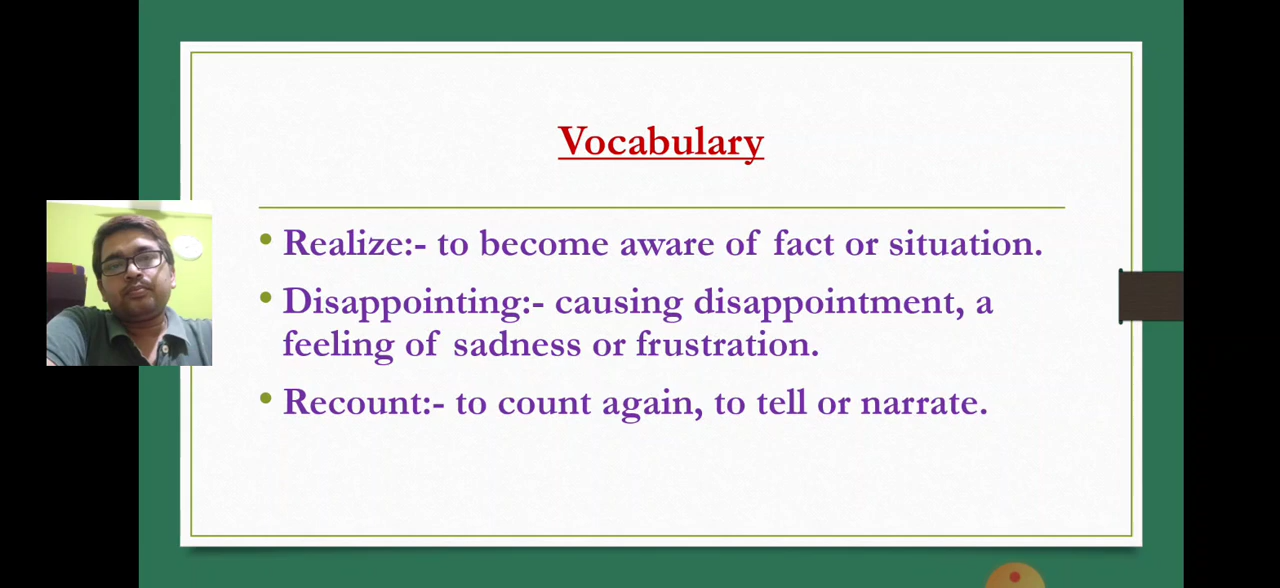 Vocabulary
Realize:- to become aware of fact or situation.
Disappointing:- causing disappointment, a
feeling of sadness or frustration.
Recount:- to count again, to tell or narrate.